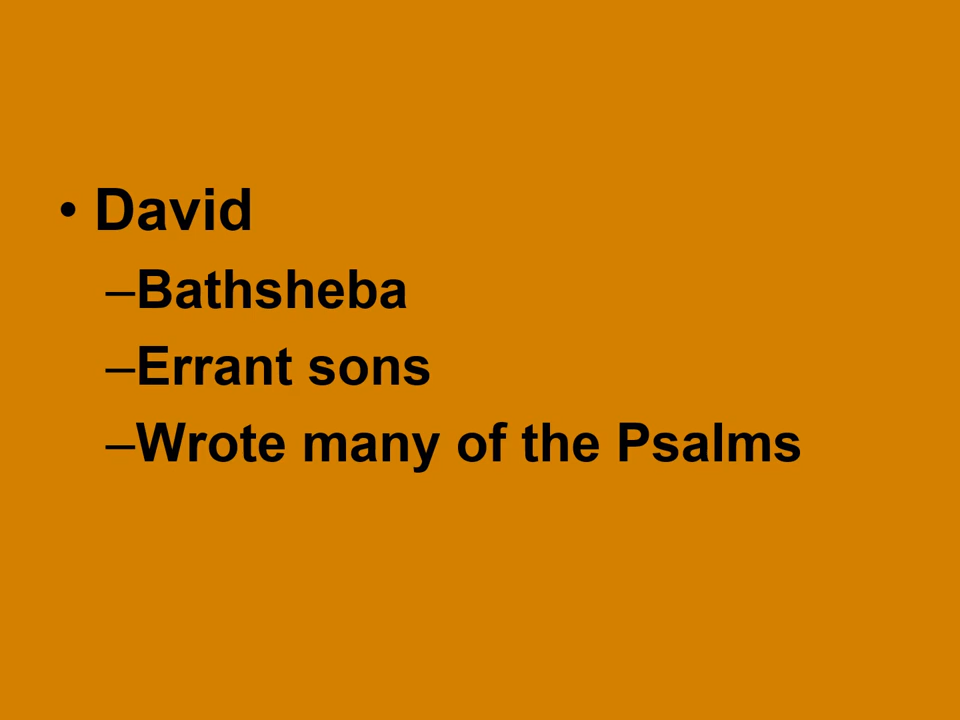 • David
–Bathsheba
–Errant sons
–Wrote many of the Psalms